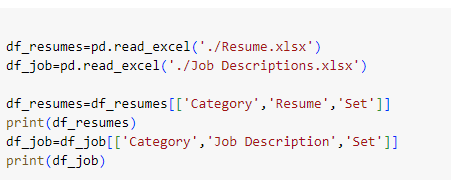 df_resumes=pd.read_excel('./Resume.xlsx')
df_job=pd.read_excel('./Job Descriptions.xlsx')
df_resumes=df_resumes[['Category','Resume','Set']]
print(df_resumes)
df_job=df_job[['Category','Job Description','Set']]
print(df_job)